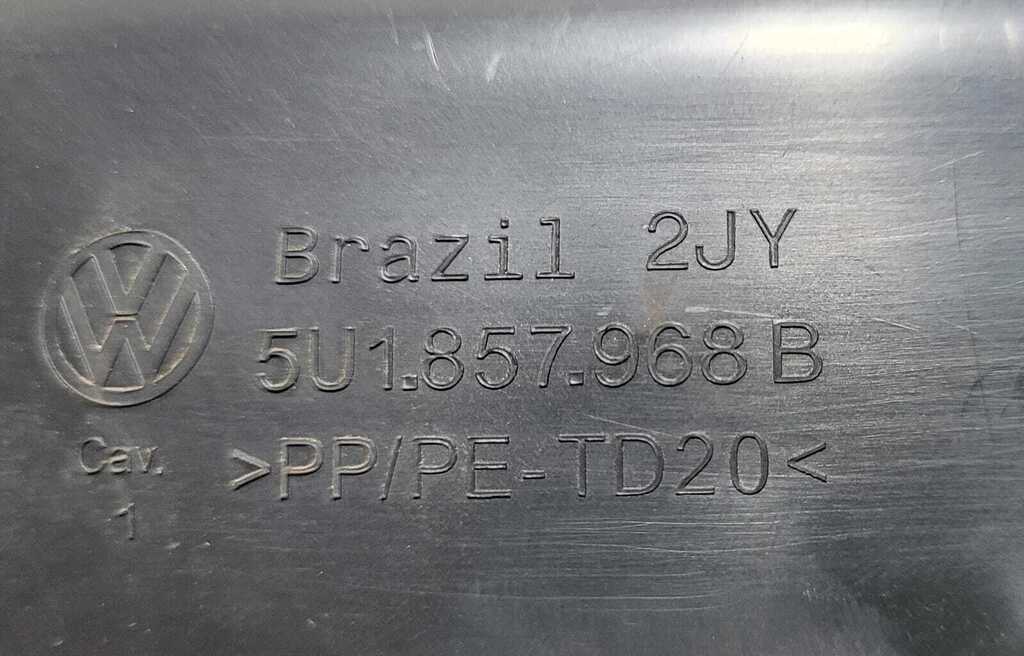 Brazil 2JY
5U1.857.968 B
>PP/PE-TD20<
Cav.
1